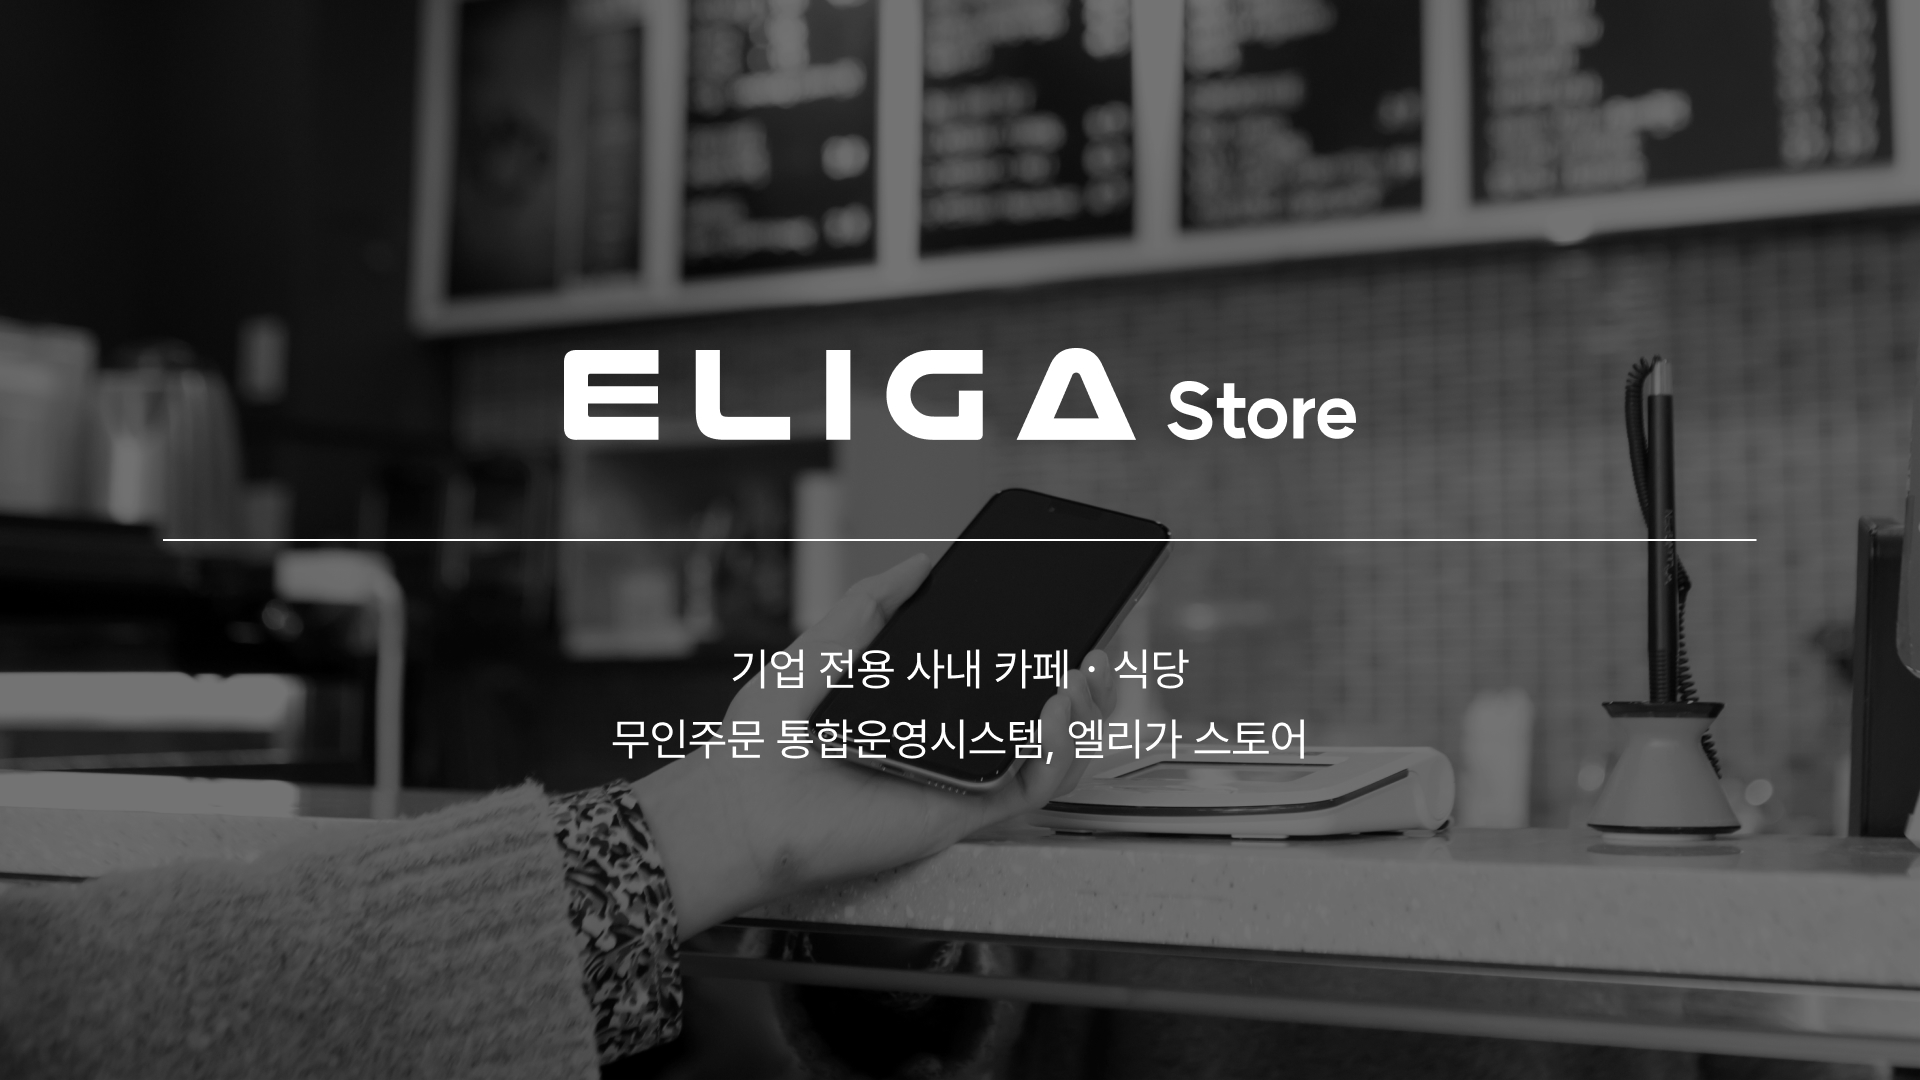 ELIGA Store
기업 전용 사내 카페 · 식당
무인주문 통합운영시스템, 엘리가 스토어